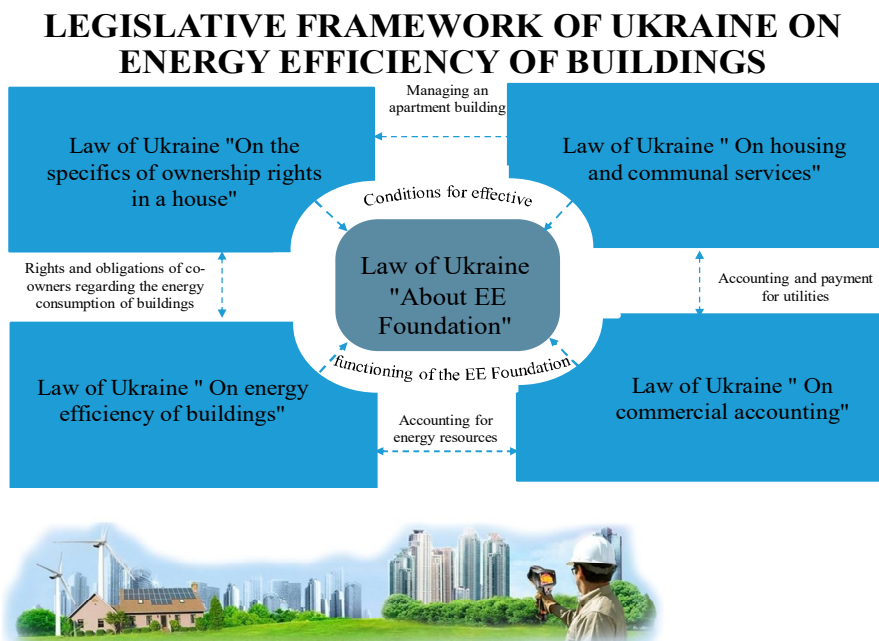 LEGISLATIVE FRAMEWORK OF UKRAINE ON
ENERGY EFFICIENCY OF BUILDINGS
Managing an
apartment building
Law of Ukraine "On the
specifics of ownership rights
in a house"
Law of Ukraine " On housing
and communal services"
Conditions for effective
Law of Ukraine
"About EE
Foundation"
Rights and obligations of co-
owners regarding the energy
consumption of buildings
Accounting and payment
for utilities
functioning of the EE Foundation
Law of Ukraine " On energy
efficiency of buildings"
Law of Ukraine " On
commercial accounting"
Accounting for
energy resources